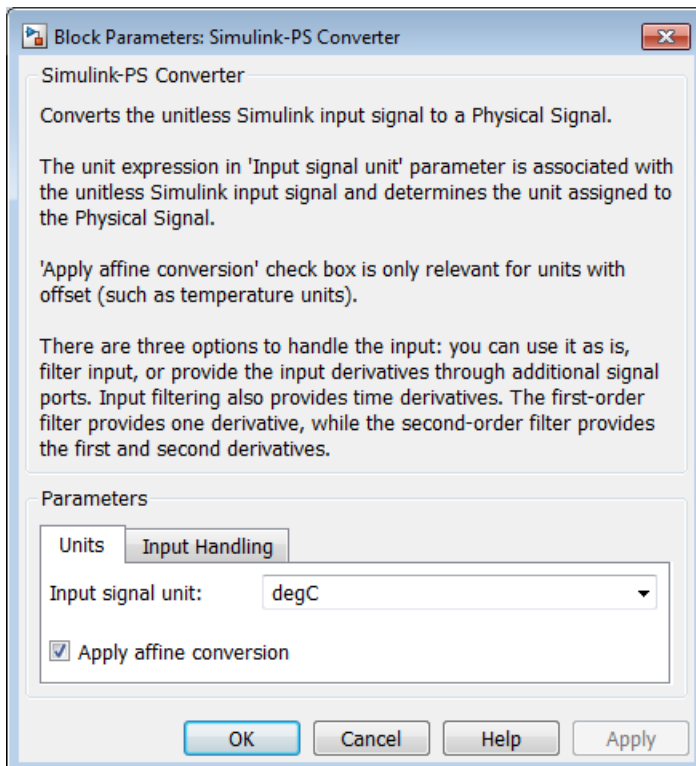 Block Parameters: Simulink-PS Converter
Simulink-PS Converter
Converts the unitless Simulink input signal to a Physical Signal.
The unit expression in 'Input signal unit' parameter is associated with
the unitless Simulink input signal and determines the unit assigned to
the Physical Signal.
'Apply affine conversion' check box is only relevant for units with
offset (such as temperature units).
There are three options to handle the input: you can use it as is,
filter input, or provide the input derivatives through additional signal
ports. Input filtering also provides time derivatives. The first-order
filter provides one derivative, while the second-order filter provides
the first and second derivatives.
Parameters
Units Input Handling
Input signal unit: degC
Apply affine conversion
OK Cancel Help Apply